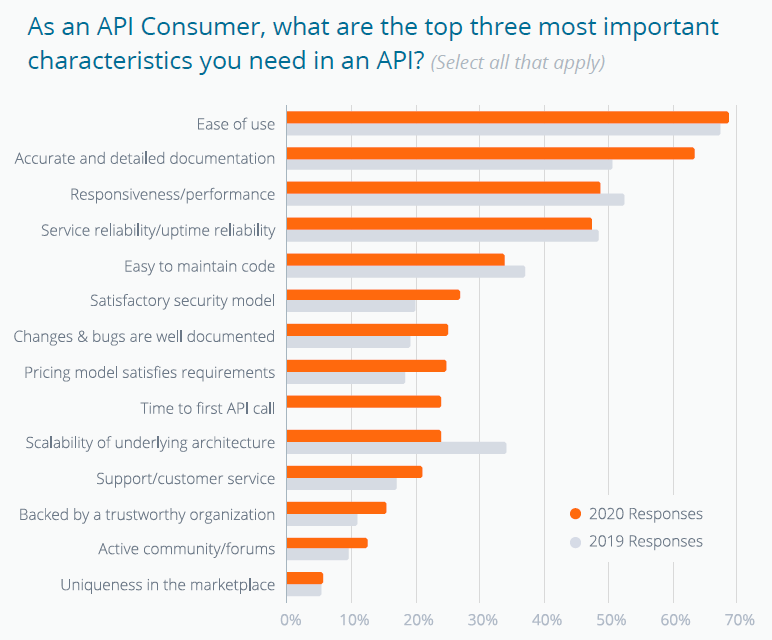 As an API Consumer, what are the top three most important
characteristics you need in an API? (Select all that apply)
Ease of use
Accurate and detailed documentation
Responsiveness/performance
Service reliability/uptime reliability
Easy to maintain code
Satisfactory security model
Changes & bugs are well documented
Pricing model satisfies requirements
Time to first API call
Scalability of underlying architecture
Support/customer service
Backed by a trustworthy organization
Active community/forums
Uniqueness in the marketplace
2020 Responses
2019 Responses
0% 10% 20% 30% 40% 50% 60% 70%